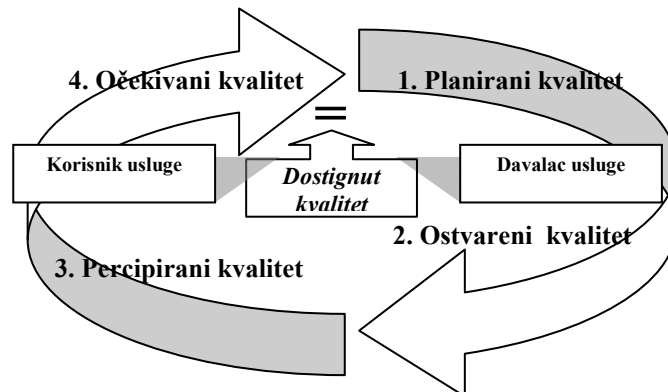 4. Očekivani kvalitet
1. Planirani kvalitet
=
Korisnik usluge
Davalac usluge
Dostignut
kvalitet
2. Ostvareni kvalitet
3. Percipirani kvalitet